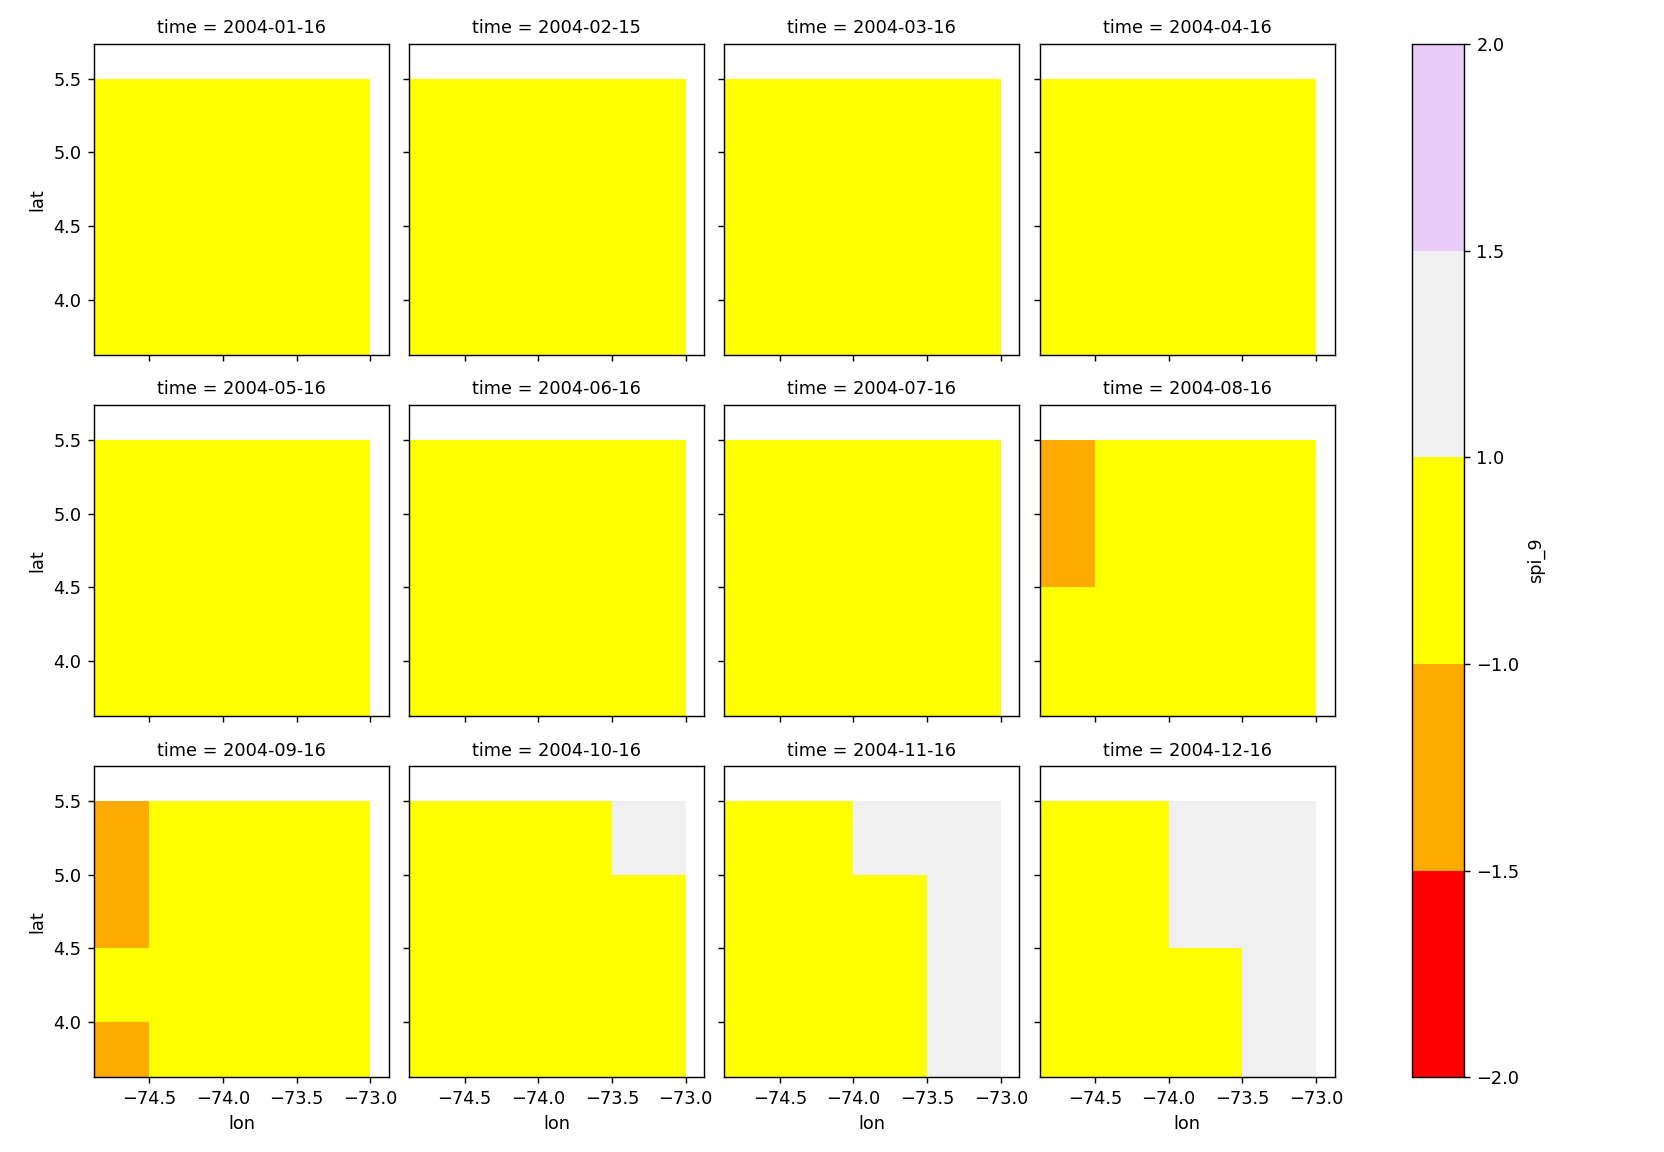 time = 2004-01-16
time = 2004-02-15
time = 2004-03-16
time = 2004-04-16
5.5
5.0
4.5
4.0
lat
time = 2004-05-16
time = 2004-06-16
time = 2004-07-16
time = 2004-08-16
5.5
5.0
4.5
4.0
lat
time = 2004-09-16
time = 2004-10-16
time = 2004-11-16
time = 2004-12-16
5.5
5.0
4.5
4.0
lat
−74.5 −74.0 −73.5 −73.0
−74.5 −74.0 −73.5 −73.0
−74.5 −74.0 −73.5 −73.0
−74.5 −74.0 −73.5 −73.0
lon
lon
lon
lon
2.0
1.5
1.0
−1.0
−1.5
−2.0
spi_9